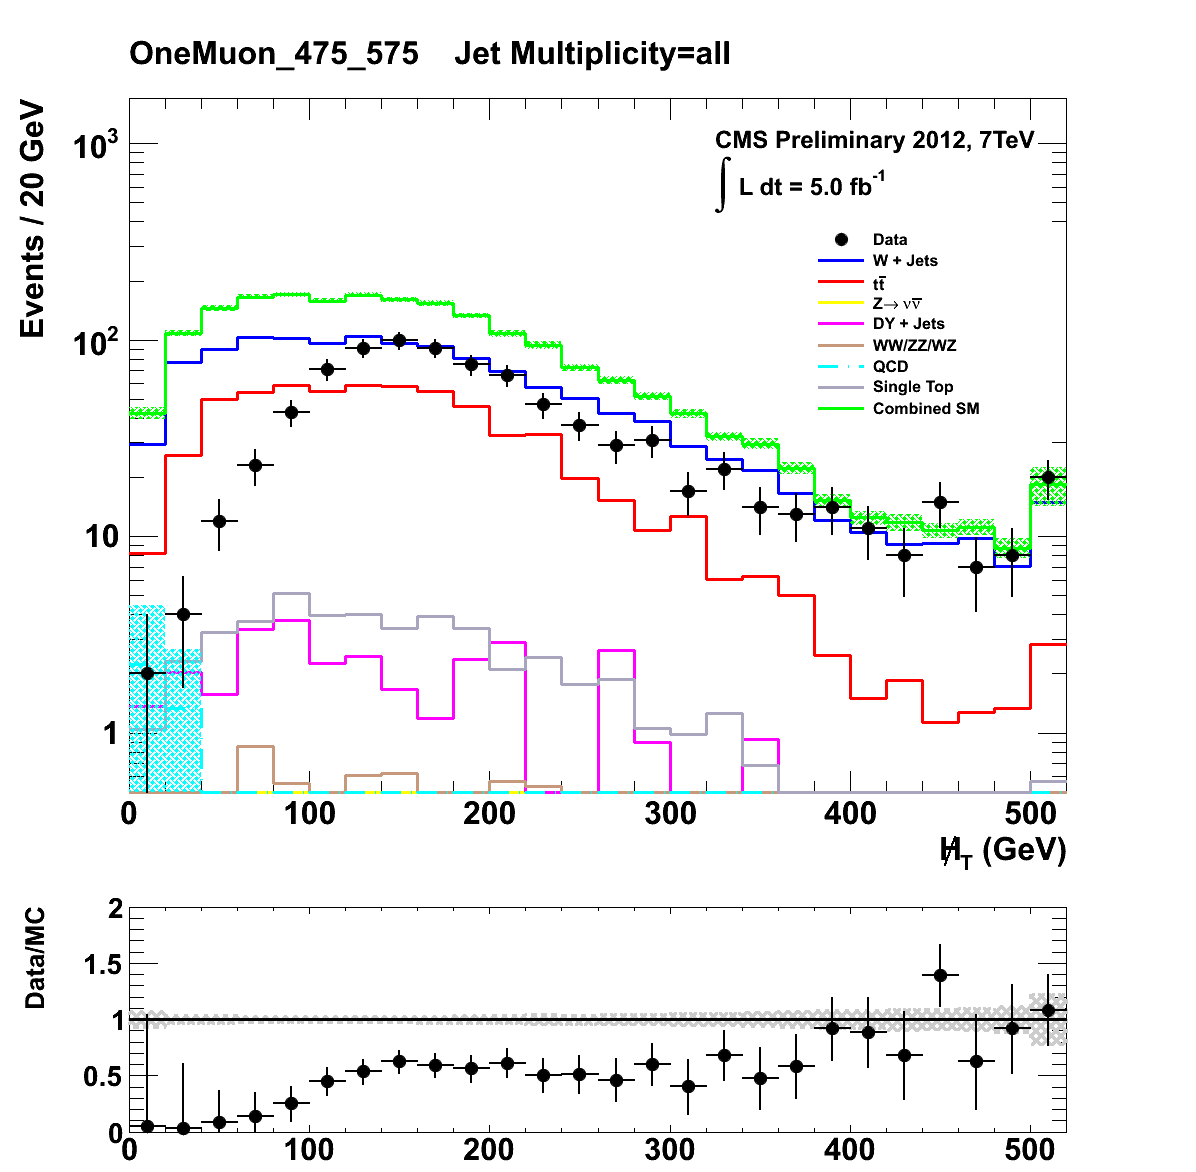 OneMuon_475_575 Jet Multiplicity=all
Events / 20 GeV
10³
10²
10
1
CMS Preliminary 2012, 7TeV
∫ L dt = 5.0 fb⁻¹
Data
W + Jets
tt̅
Z→ νν̅
DY + Jets
WW/ZZ/WZ
QCD
Single Top
Combined SM
0 100 200 300 400 500
H̸_T (GeV)
Data/MC
2
1.5
1
0.5
0
0 100 200 300 400 500